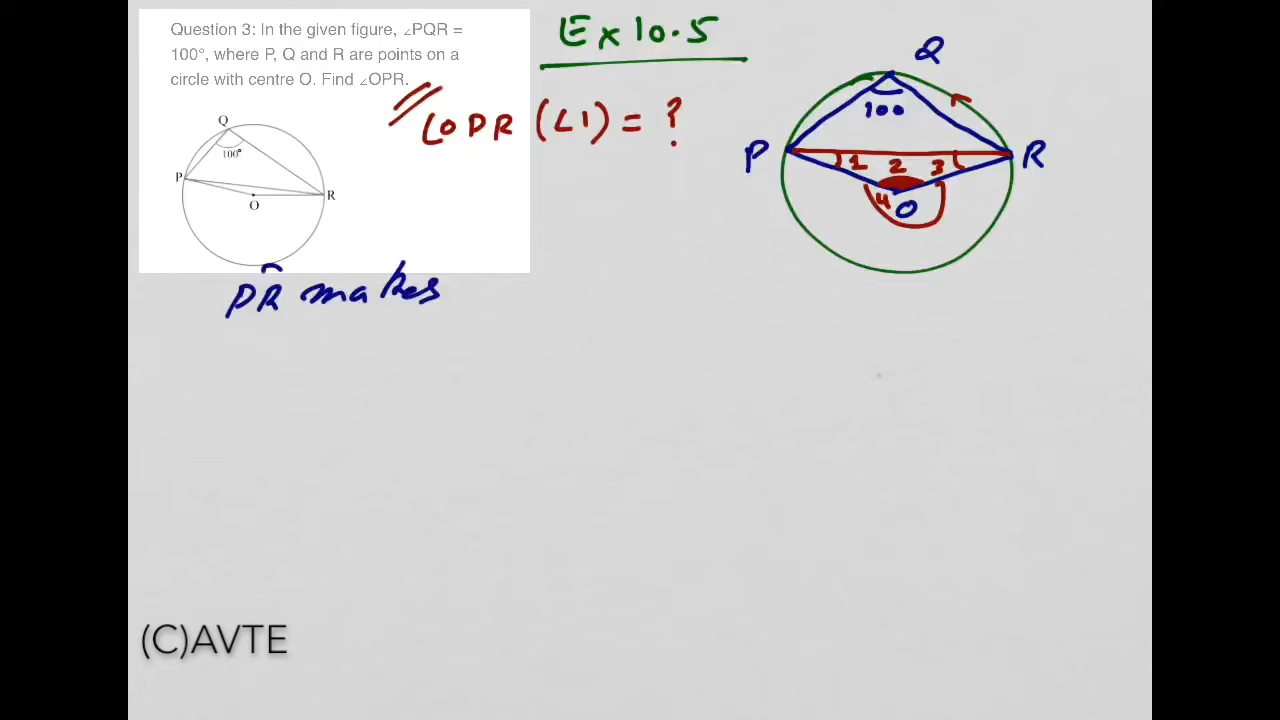 Question 3: In the given figure, ∠PQR =
100°, where P, Q and R are points on a
circle with centre O. Find ∠OPR.
Q
100°
P
O
R
Ex 10.5
∠OPR (∠1) = ?
Q
100
P
R
1 2 3
4
O
PR makes
(C)AVTE